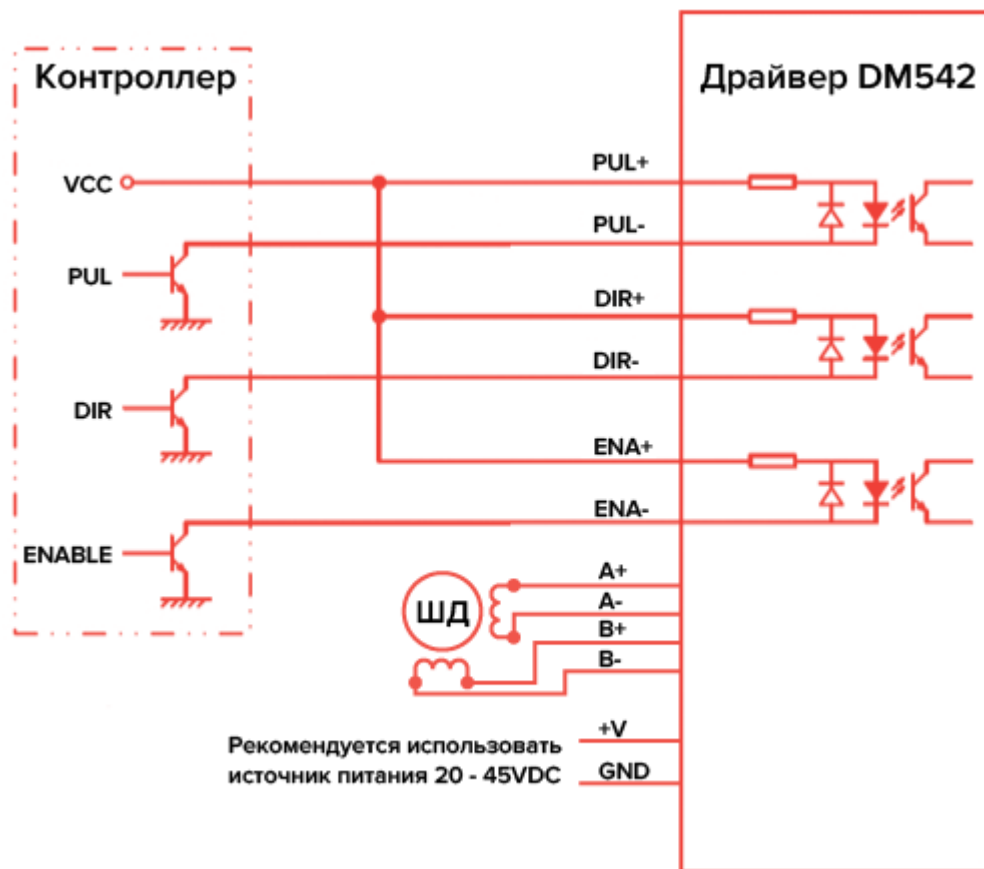 Контроллер
Драйвер DM542
VCC
PUL+
PUL-
PUL
DIR+
DIR-
DIR
ENA+
ENA-
ENABLE
ШД
A+
A-
B+
B-
+V
Рекомендуется использовать
источник питания 20 - 45VDC
GND